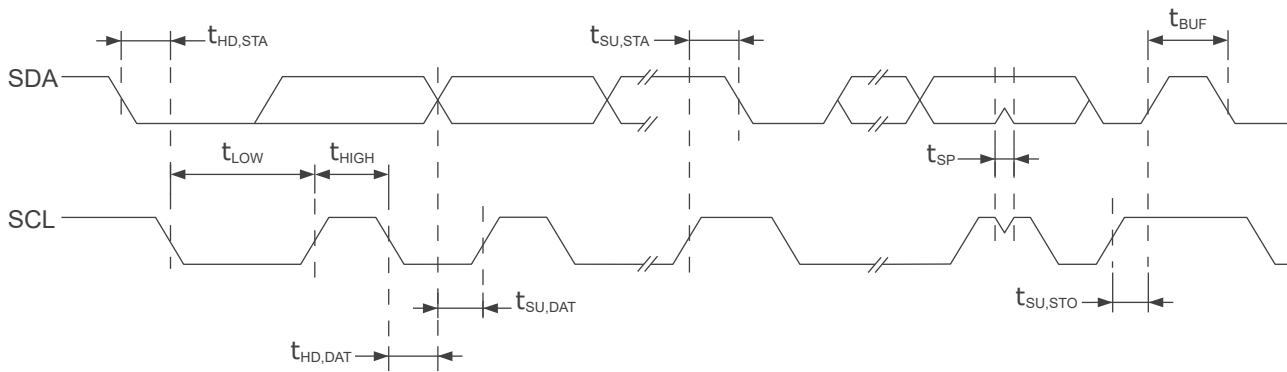 tHD,STA
tSU,STA
tBUF
SDA
tLOW
tHIGH
tSP
SCL
tSU,DAT
tSU,STO
tHD,DAT